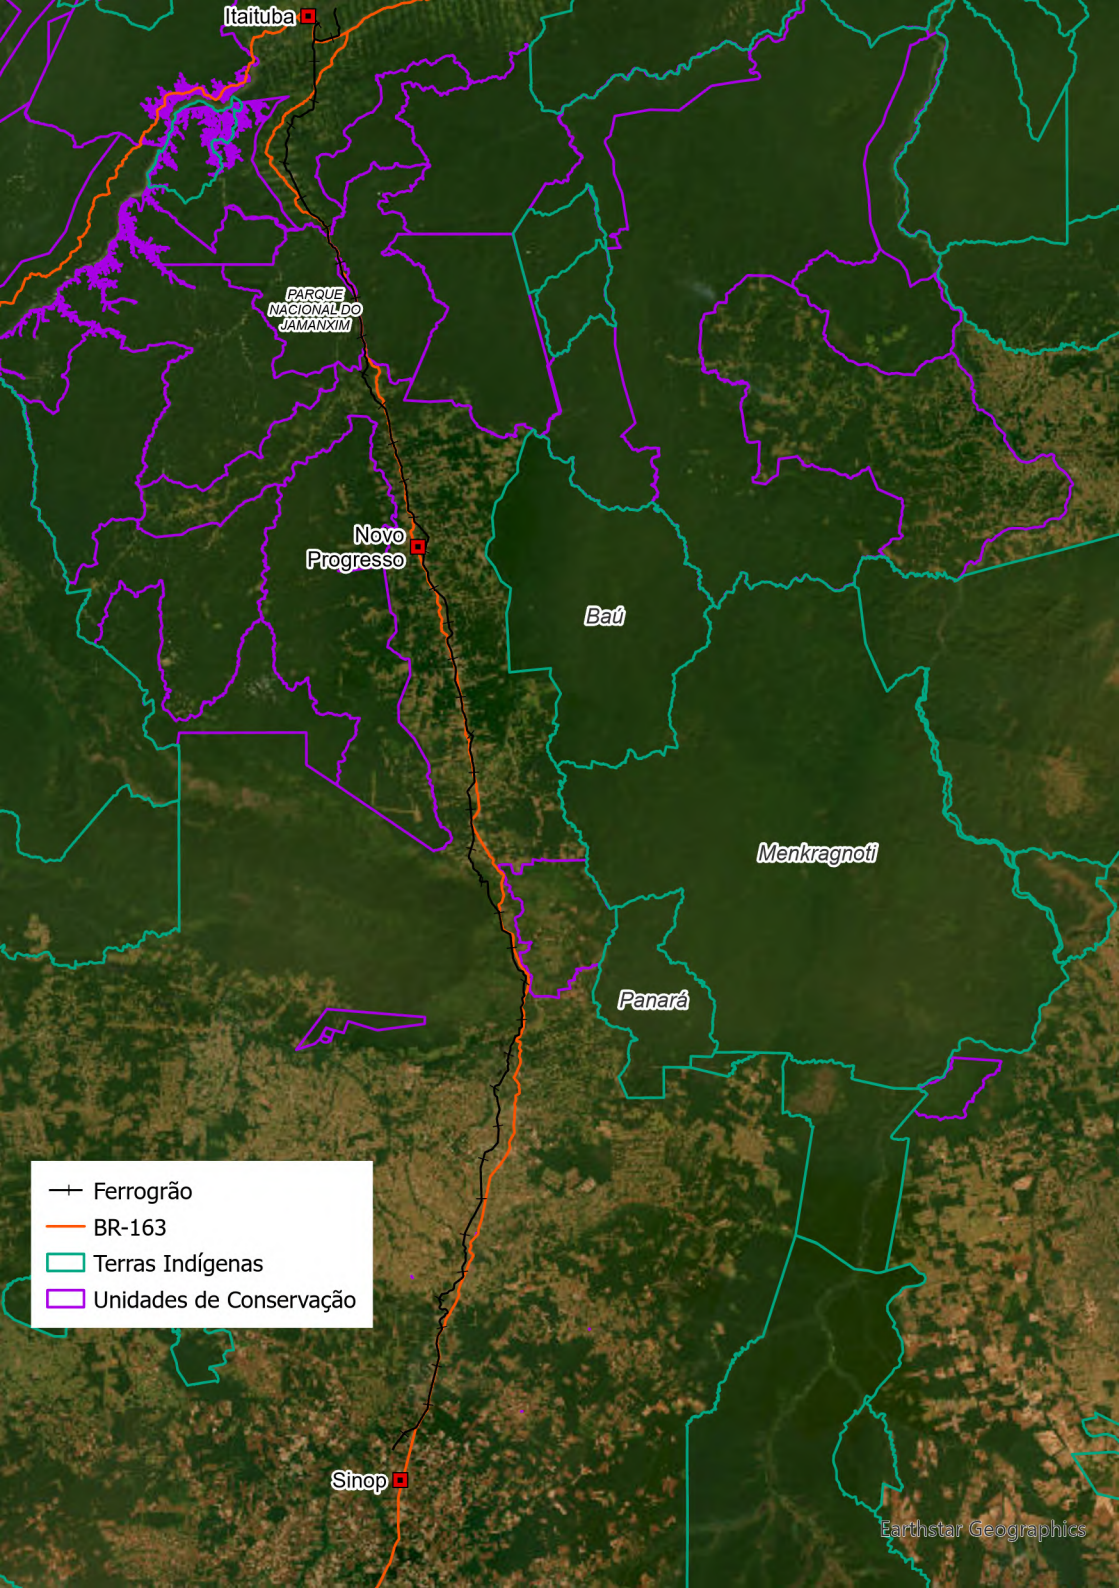 Itaituba
PARQUE
NACIONAL DO
JAMANXIM
Novo
Progresso
Baú
Menkragnoti
Panará
Ferrogrão
BR-163
Terras Indígenas
Unidades de Conservação
Sinop
Earthstar Geographics